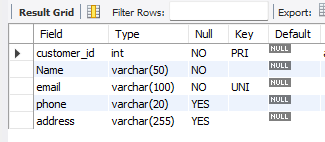 Result Grid Filter Rows: Export:
Field Type Null Key Default
customer_id int NO PRI NULL
Name varchar(50) NO NULL
email varchar(100) NO UNI NULL
phone varchar(20) YES NULL
address varchar(255) YES NULL